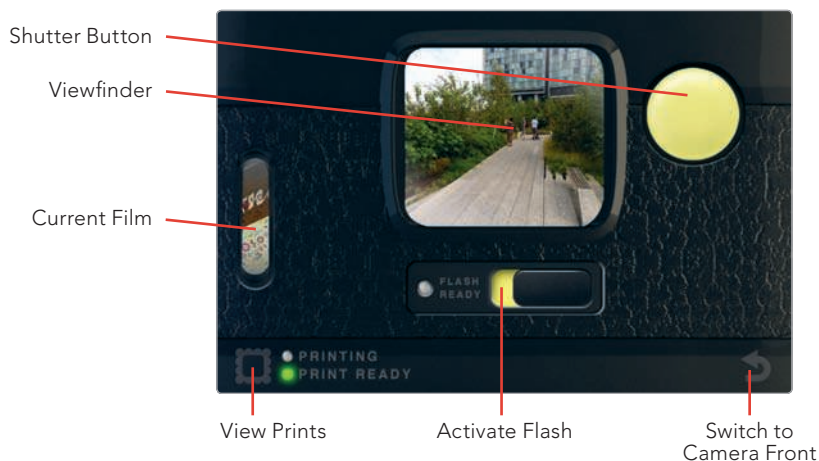 Shutter Button
Viewfinder
Current Film
FLASH
READY
PRINTING
PRINT READY
View Prints
Activate Flash
Switch to
Camera Front